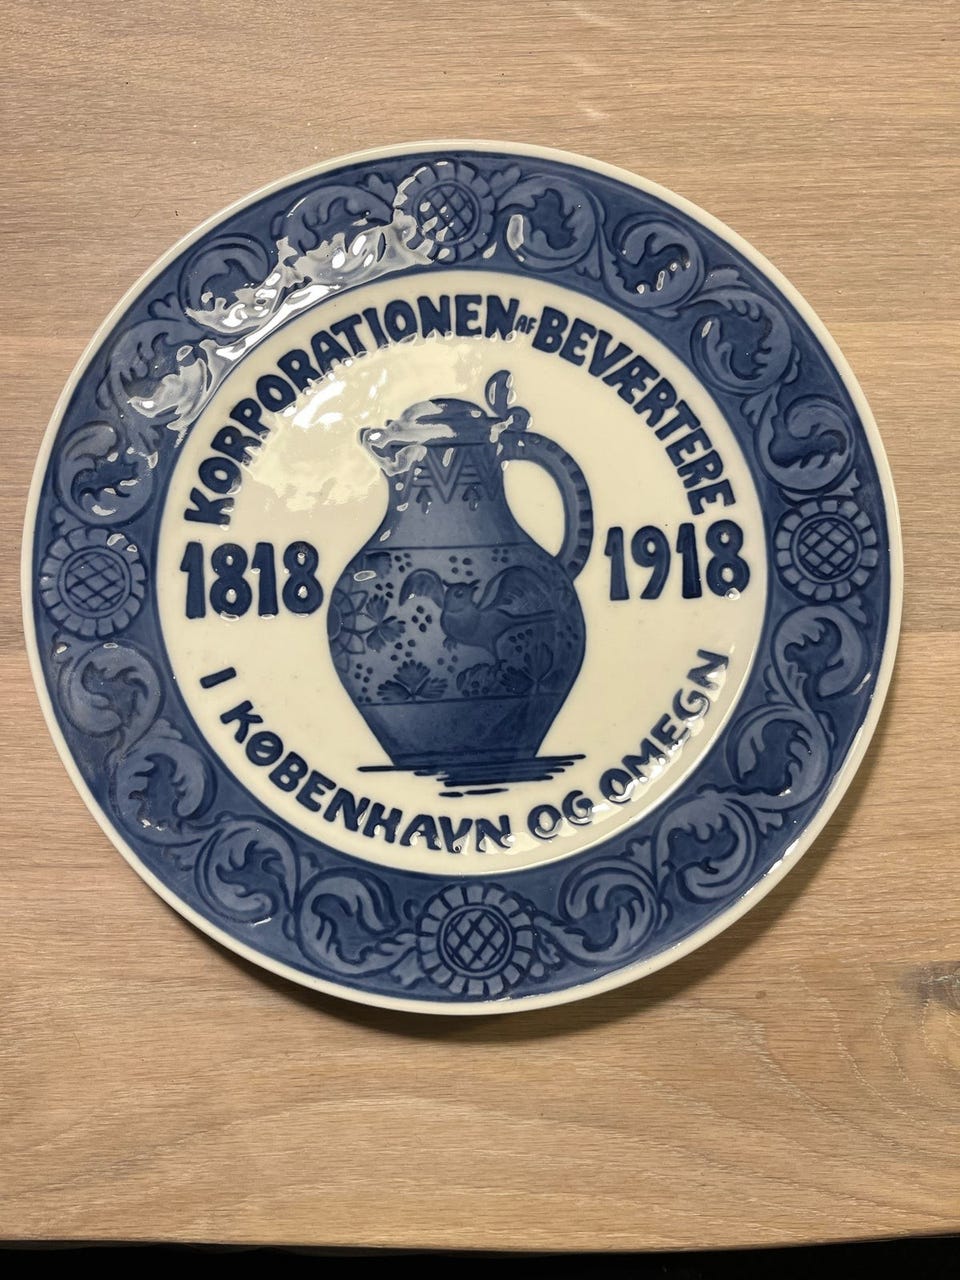 KORPORATIONEN AF BEVÆRTERE
1818 1918
I KØBENHAVN OG OMEGN